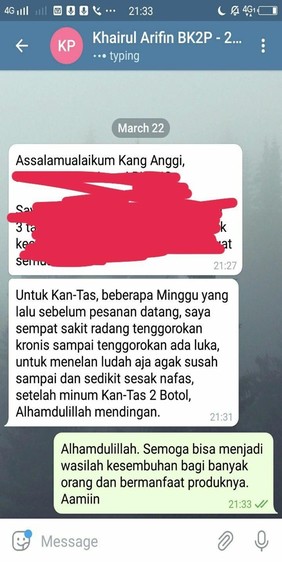 4G 21:33 4G
KP Khairul Arifin BK2P - 2...
typing
March 22
Assalamualaikum Kang Anggi,
3 ta
21:27
Untuk Kan-Tas, beberapa Minggu yang
lalu sebelum pesanan datang, saya
sempat sakit radang tenggorokan
kronis sampai tenggorokan ada luka,
untuk menelan ludah aja agak susah
sampai dan sedikit sesak nafas,
setelah minum Kan-Tas 2 Botol,
Alhamdulillah mendingan.
21:31
Alhamdulillah. Semoga bisa menjadi
wasilah kesembuhan bagi banyak
orang dan bermanfaat produknya.
Aamiin
21:33
Message